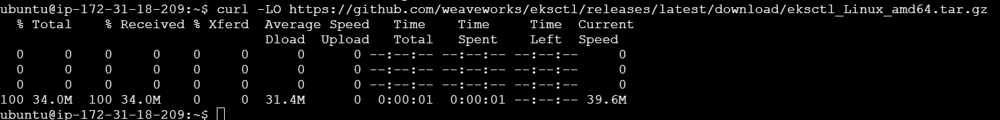 ubuntu@ip-172-31-18-209:~$ curl -LO https://github.com/weaveworks/eksctl/releases/latest/download/eksctl_Linux_amd64.tar.gz
  % Total    % Received % Xferd  Average Speed   Time    Time     Time  Current
                                 Dload  Upload   Total   Spent    Left  Speed
  0     0    0     0    0     0      0      0 --:--:-- --:--:-- --:--:--     0
  0     0    0     0    0     0      0      0 --:--:-- --:--:-- --:--:--     0
  0     0    0     0    0     0      0      0 --:--:-- --:--:-- --:--:--     0
100 34.0M  100 34.0M    0     0  31.4M      0  0:00:01  0:00:01 --:--:-- 39.6M
ubuntu@ip-172-31-18-209:~$